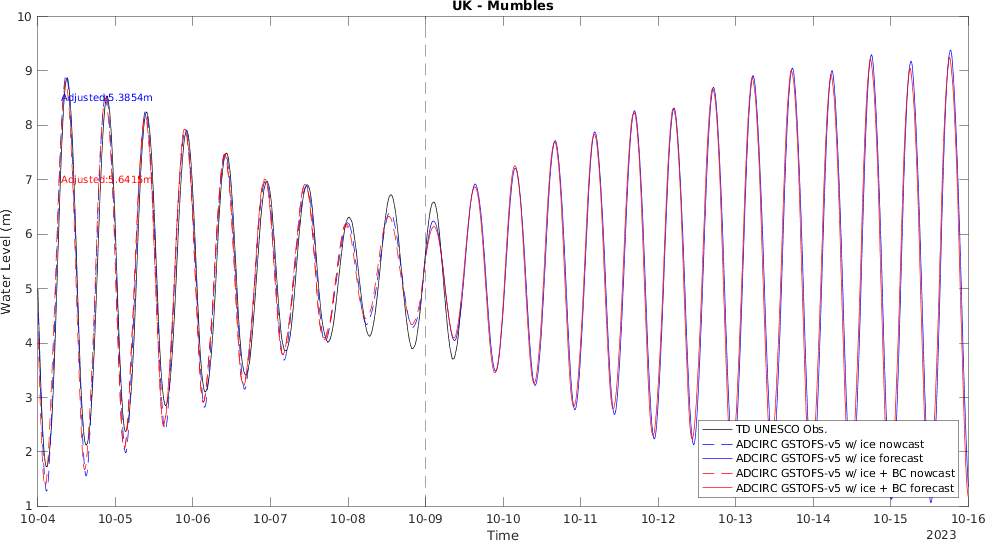 UK - Mumbles
10
9
8
7
6
5
4
3
2
1
Water Level (m)
Adjusted:5.3854m
Adjusted:5.6415m
TD UNESCO Obs.
ADCIRC GSTOFS-v5 w/ ice nowcast
ADCIRC GSTOFS-v5 w/ ice forecast
ADCIRC GSTOFS-v5 w/ ice + BC nowcast
ADCIRC GSTOFS-v5 w/ ice + BC forecast
10-04 10-05 10-06 10-07 10-08 10-09 10-10 10-11 10-12 10-13 10-14 10-15 10-16
Time
2023